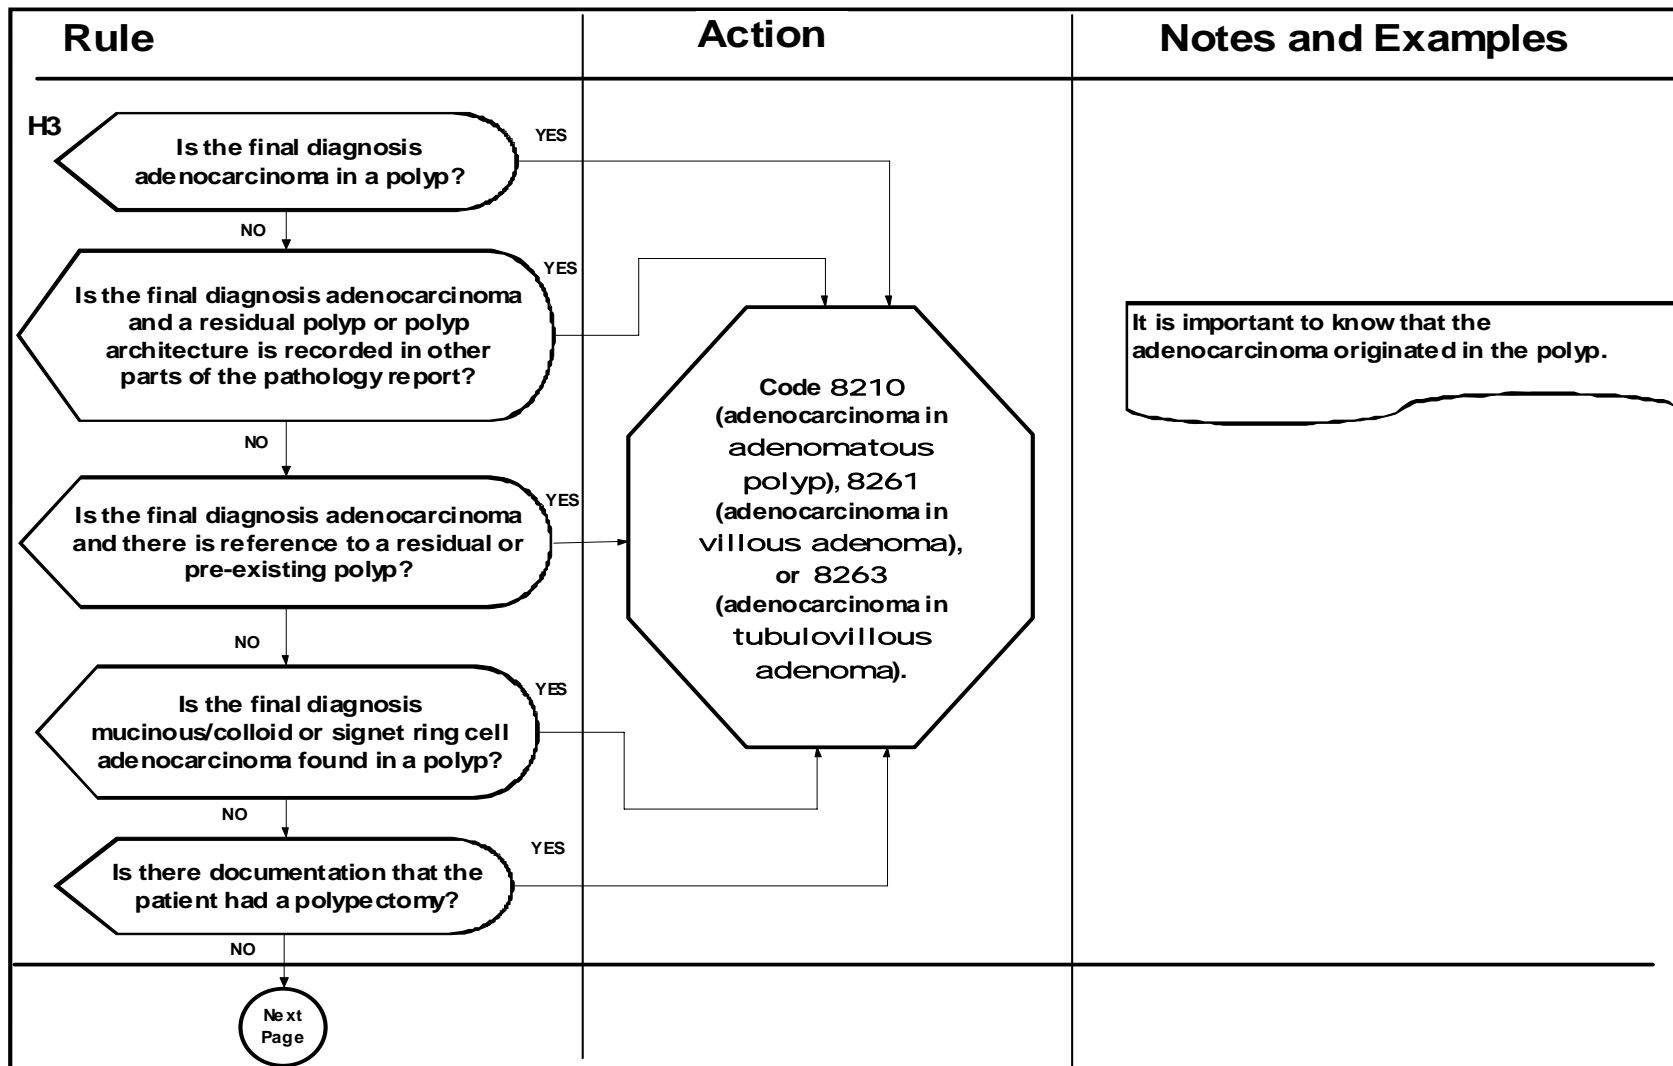 Rule
Action
Notes and Examples
H3
Is the final diagnosis
adenocarcinoma in a polyp?
YES
NO
Is the final diagnosis adenocarcinoma
and a residual polyp or polyp
architecture is recorded in other
parts of the pathology report?
YES
NO
Is the final diagnosis adenocarcinoma
and there is reference to a residual or
pre-existing polyp?
YES
NO
Is the final diagnosis
mucinous/colloid or signet ring cell
adenocarcinoma found in a polyp?
YES
NO
Is there documentation that the
patient had a polypectomy?
YES
NO
Next
Page
Code 8210
(adenocarcinoma in
adenomatous
polyp), 8261
(adenocarcinoma in
villous adenoma),
or 8263
(adenocarcinoma in
tubulovillous
adenoma).
It is important to know that the
adenocarcinoma originated in the polyp.